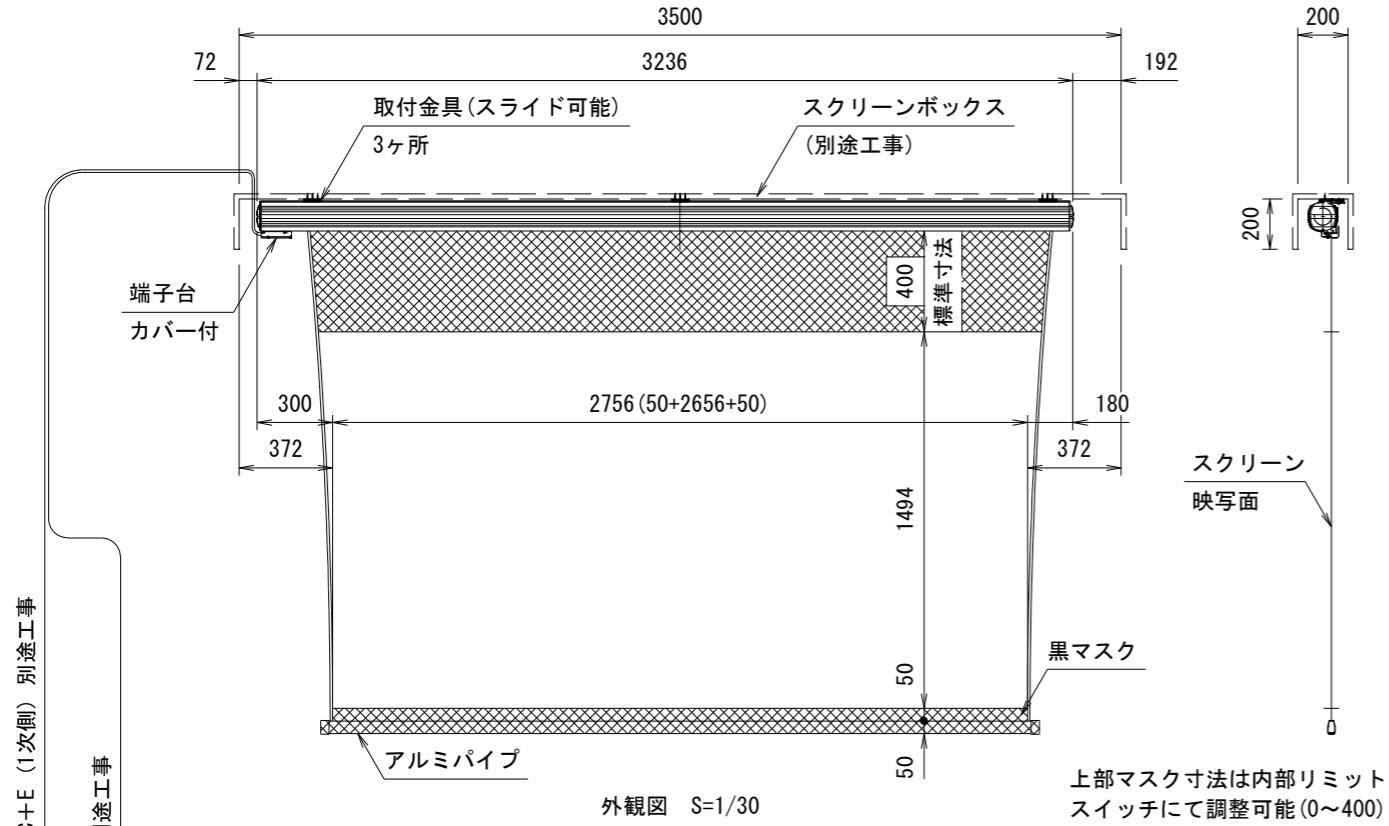 3500
200
72
3236
192
取付金具(スライド可能)
3ヶ所
スクリーンボックス
(別途工事)
200
端子台
カバー付
400
標準寸法
300
2756(50+2656+50)
180
372
372
スクリーン
映写面
1494
黒マスク
50
アルミパイプ
50
+E (1次側) 別途工事
途工事
外観図 S=1/30
上部マスク寸法は内部リミット
スイッチにて調整可能(0～400)